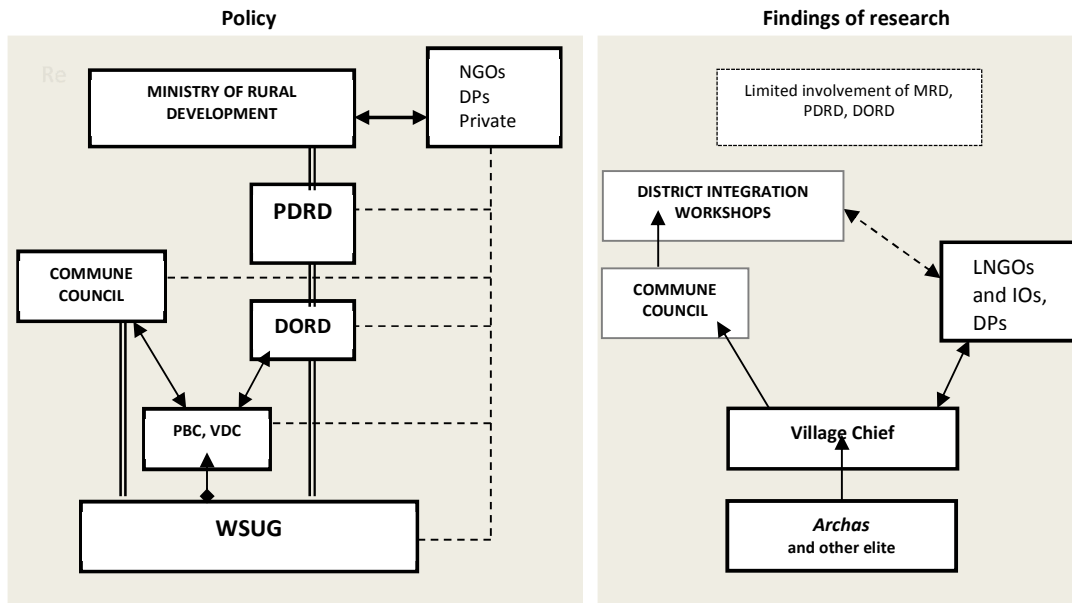 Policy
Re
MINISTRY OF RURAL
DEVELOPMENT
NGOs
DPs
Private
PDRD
COMMUNE
COUNCIL
DORD
PBC, VDC
WSUG
Findings of research
Limited involvement of MRD,
PDRD, DORD
DISTRICT INTEGRATION
WORKSHOPS
COMMUNE
COUNCIL
LNGOs
and IOs,
DPs
Village Chief
Archas
and other elite